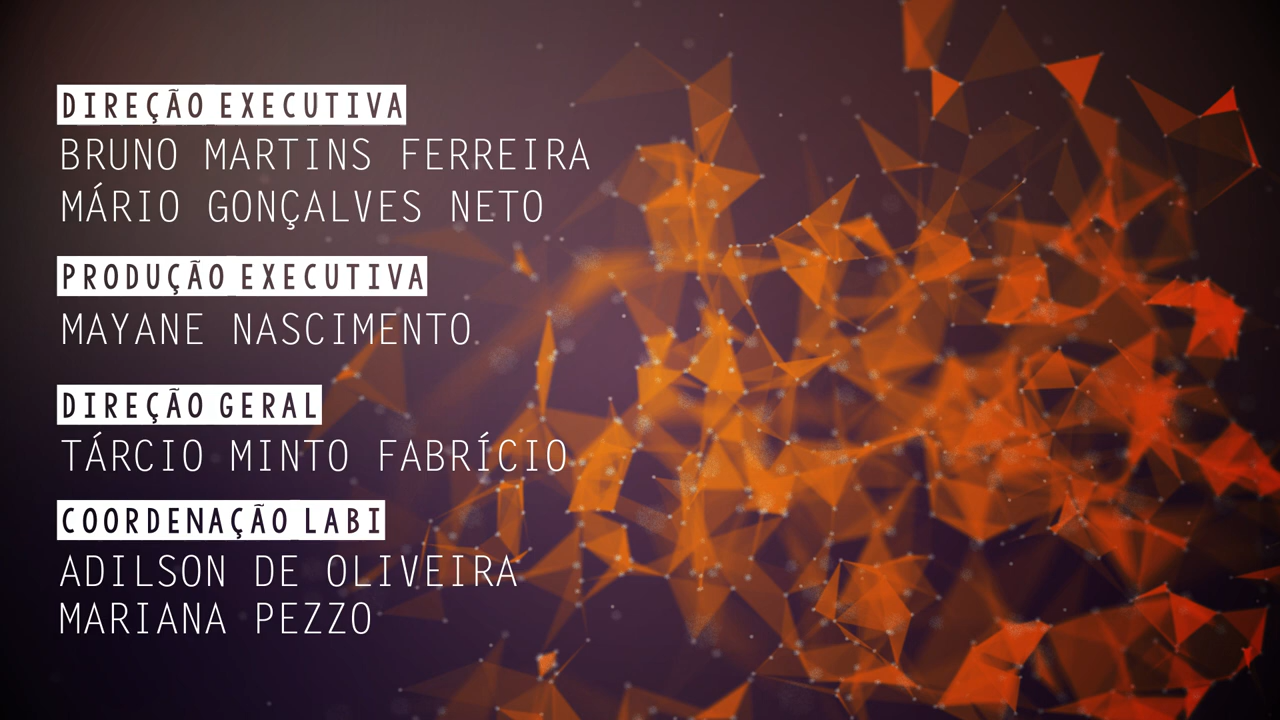 DIREÇÃO EXECUTIVA
BRUNO MARTINS FERREIRA
MÁRIO GONÇALVES NETO
PRODUÇÃO EXECUTIVA
MAYANE NASCIMENTO
DIREÇÃO GERAL
TÁRCIO MINTO FABRÍCIO
COORDENAÇÃO LABI
ADILSON DE OLIVEIRA
MARIANA PEZZO